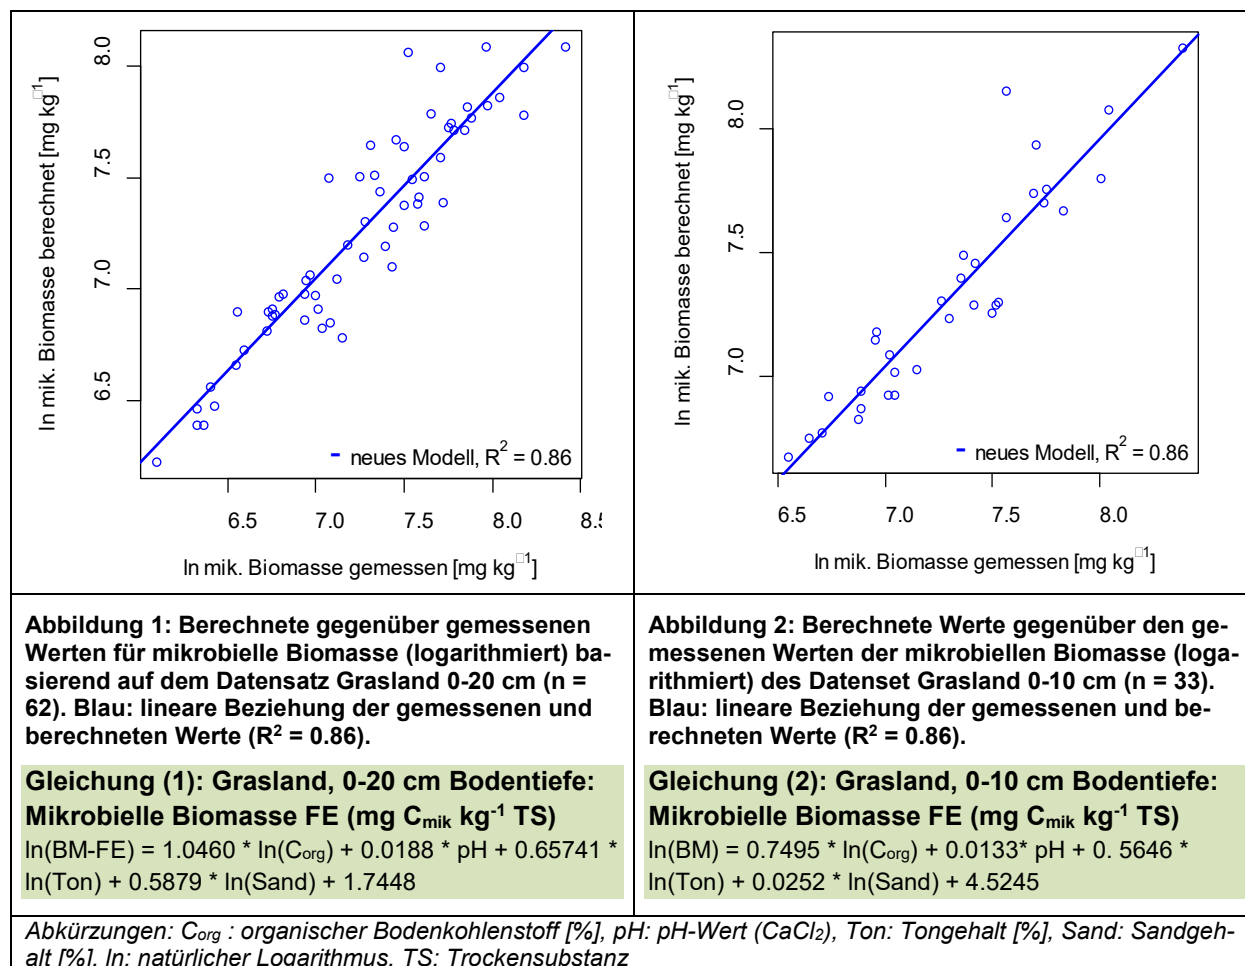 8.0
7.5
7.0
6.5
ln mik. Biomasse berechnet [mg kg□1]
neues Modell, R2 = 0.86
6.5 7.0 7.5 8.0 8.5
ln mik. Biomasse gemessen [mg kg□1]
8.0
7.5
7.0
ln mik. Biomasse berechnet [mg kg□1]
neues Modell, R2 = 0.86
6.5 7.0 7.5 8.0
ln mik. Biomasse gemessen [mg kg□1]
Abbildung 1: Berechnete gegenüber gemessenen
Werten für mikrobielle Biomasse (logarithmiert) ba-
sierend auf dem Datensatz Grasland 0-20 cm (n =
62). Blau: lineare Beziehung der gemessenen und
berechneten Werte (R2 = 0.86).
Gleichung (1): Grasland, 0-20 cm Bodentiefe:
Mikrobielle Biomasse FE (mg Cmik kg-1 TS)
ln(BM-FE) = 1.0460 * ln(Corg) + 0.0188 * pH + 0.65741 *
ln(Ton) + 0.5879 * ln(Sand) + 1.7448
Abbildung 2: Berechnete Werte gegenüber den ge-
messenen Werten der mikrobiellen Biomasse (loga-
rithmiert) des Datenset Grasland 0-10 cm (n = 33).
Blau: lineare Beziehung der gemessenen und be-
rechneten Werte (R2 = 0.86).
Gleichung (2): Grasland, 0-10 cm Bodentiefe:
Mikrobielle Biomasse FE (mg Cmik kg-1 TS)
ln(BM) = 0.7495 * ln(Corg) + 0.0133* pH + 0. 5646 *
ln(Ton) + 0.0252 * ln(Sand) + 4.5245
Abkürzungen: Corg : organischer Bodenkohlenstoff [%], pH: pH-Wert (CaCl2), Ton: Tongehalt [%], Sand: Sandgeh-
alt [%], ln: natürlicher Logarithmus, TS: Trockensubstanz